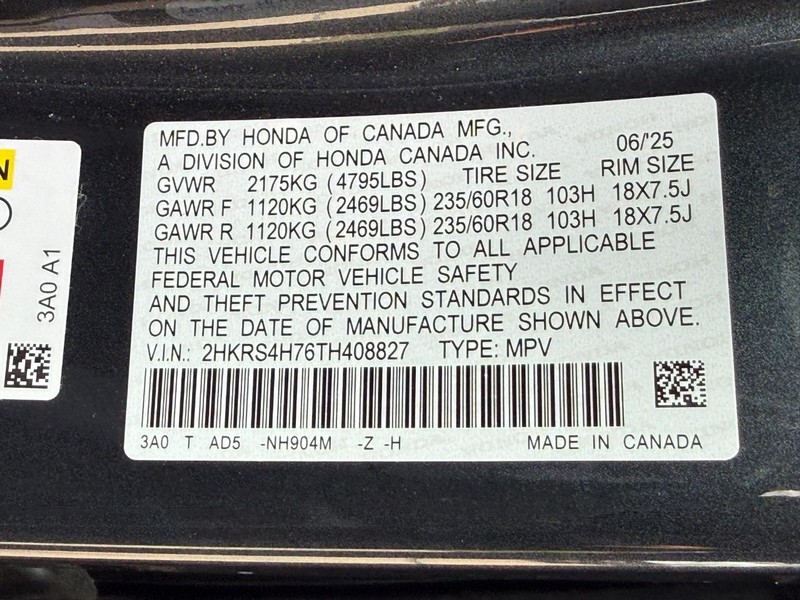 MFD.BY HONDA OF CANADA MFG.,
A DIVISION OF HONDA CANADA INC. 06/'25
GVWR 2175KG (4795LBS) TIRE SIZE RIM SIZE
GAWR F 1120KG (2469LBS) 235/60R18 103H 18X7.5J
GAWR R 1120KG (2469LBS) 235/60R18 103H 18X7.5J
THIS VEHICLE CONFORMS TO ALL APPLICABLE
FEDERAL MOTOR VEHICLE SAFETY
AND THEFT PREVENTION STANDARDS IN EFFECT
ON THE DATE OF MANUFACTURE SHOWN ABOVE.
V.I.N.: 2HKRS4H76TH408827 TYPE: MPV
3A0 T AD5 -NH904M -Z -H MADE IN CANADA
N
3A0 A1